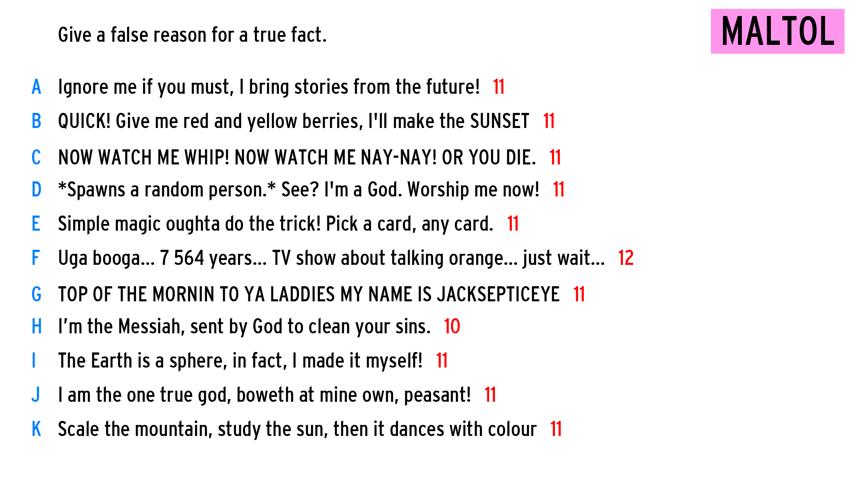 Give a false reason for a true fact.
MALTOL
A Ignore me if you must, I bring stories from the future! 11
B QUICK! Give me red and yellow berries, I'll make the SUNSET 11
C NOW WATCH ME WHIP! NOW WATCH ME NAY-NAY! OR YOU DIE. 11
D *Spawns a random person.* See? I'm a God. Worship me now! 11
E Simple magic oughta do the trick! Pick a card, any card. 11
F Uga booga... 7 564 years... TV show about talking orange... just wait... 12
G TOP OF THE MORNIN TO YA LADDIES MY NAME IS JACKSEPTICEYE 11
H I’m the Messiah, sent by God to clean your sins. 10
I The Earth is a sphere, in fact, I made it myself! 11
J I am the one true god, boweth at mine own, peasant! 11
K Scale the mountain, study the sun, then it dances with colour 11